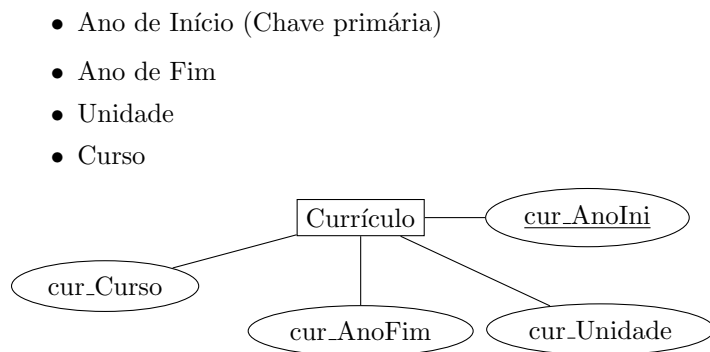 • Ano de Início (Chave primária)
• Ano de Fim
• Unidade
• Curso
Currículo
cur_AnoIni
cur_Curso
cur_AnoFim
cur_Unidade